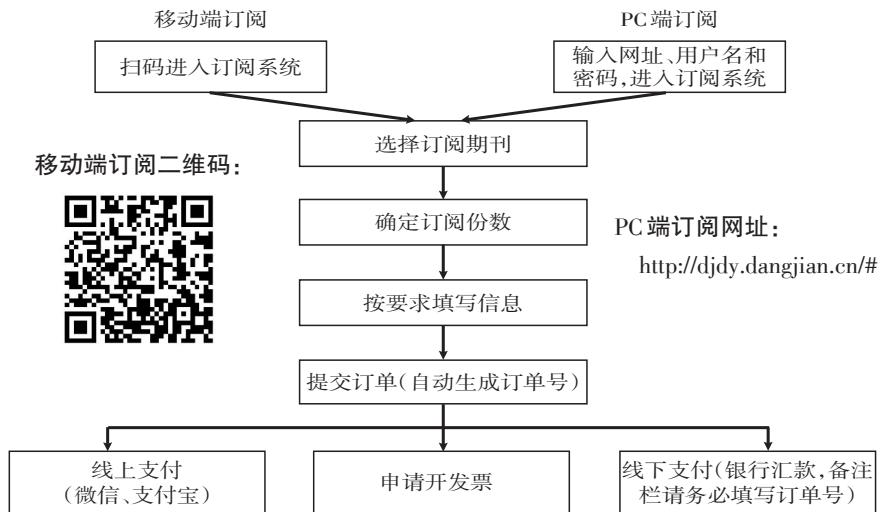 移动端订阅
PC端订阅
扫码进入订阅系统
输入网址、用户名和
密码,进入订阅系统
选择订阅期刊
移动端订阅二维码:
确定订阅份数
PC端订阅网址:
http://djdy.dangjian.cn/#
按要求填写信息
提交订单(自动生成订单号)
线上支付
(微信、支付宝)
申请开发票
线下支付(银行汇款,备注
栏请务必填写订单号)